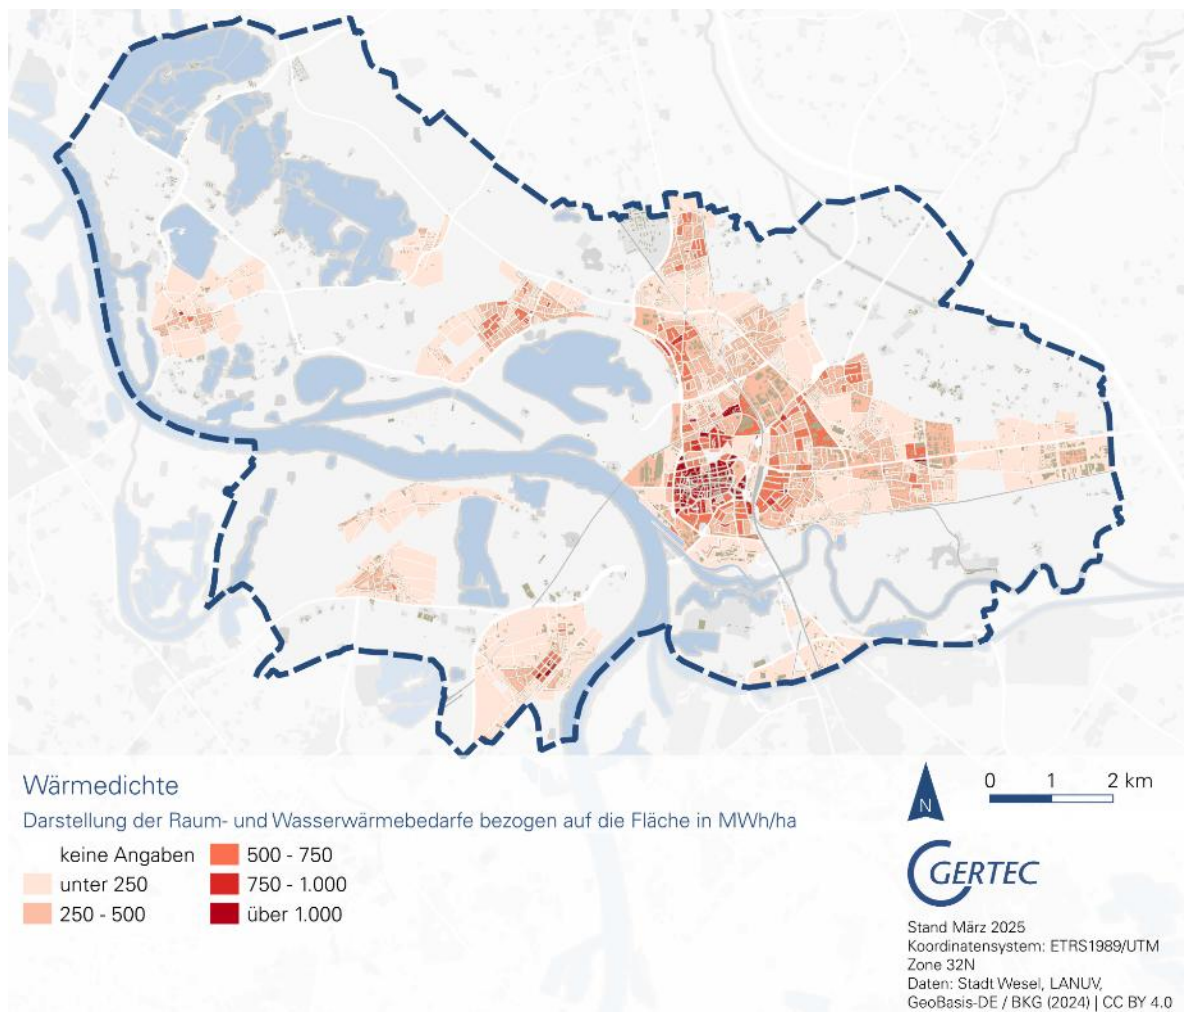 Wärmedichte
Darstellung der Raum- und Wasserwärmebedarfe bezogen auf die Fläche in MWh/ha
keine Angaben
unter 250
250 - 500
500 - 750
750 - 1.000
über 1.000
N
0 1 2 km
GERTEC
Stand März 2025
Koordinatensystem: ETRS1989/UTM
Zone 32N
Daten: Stadt Wesel, LANUV,
GeoBasis-DE / BKG (2024) | CC BY 4.0